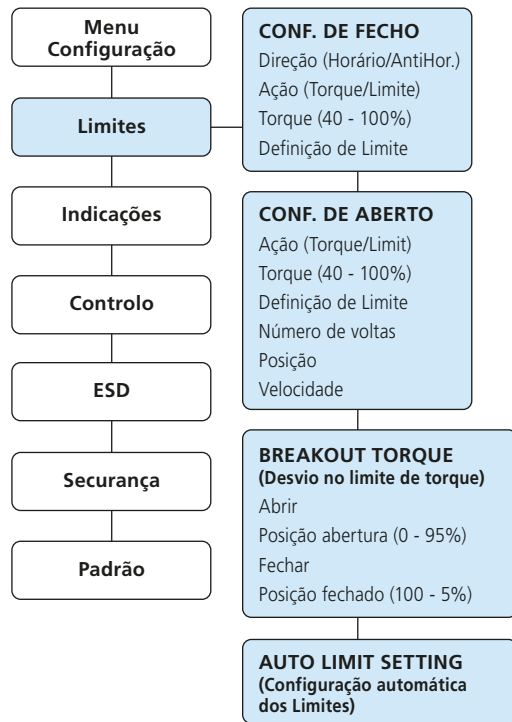 Menu
Configuração
Limites
Indicações
Controlo
ESD
Securança
Padrão
CONF. DE FECHO
Direção (Horário/AntiHor.)
Ação (Torque/Limite)
Torque (40 - 100%)
Definição de Limite
CONF. DE ABERTO
Ação (Torque/Limit)
Torque (40 - 100%)
Definição de Limite
Número de voltas
Posição
Velocidade
BREAKOUT TORQUE
(Desvio no limite de torque)
Abrir
Posição abertura (0 - 95%)
Fechar
Posição fechado (100 - 5%)
AUTO LIMIT SETTING
(Configuração automática
dos Limites)